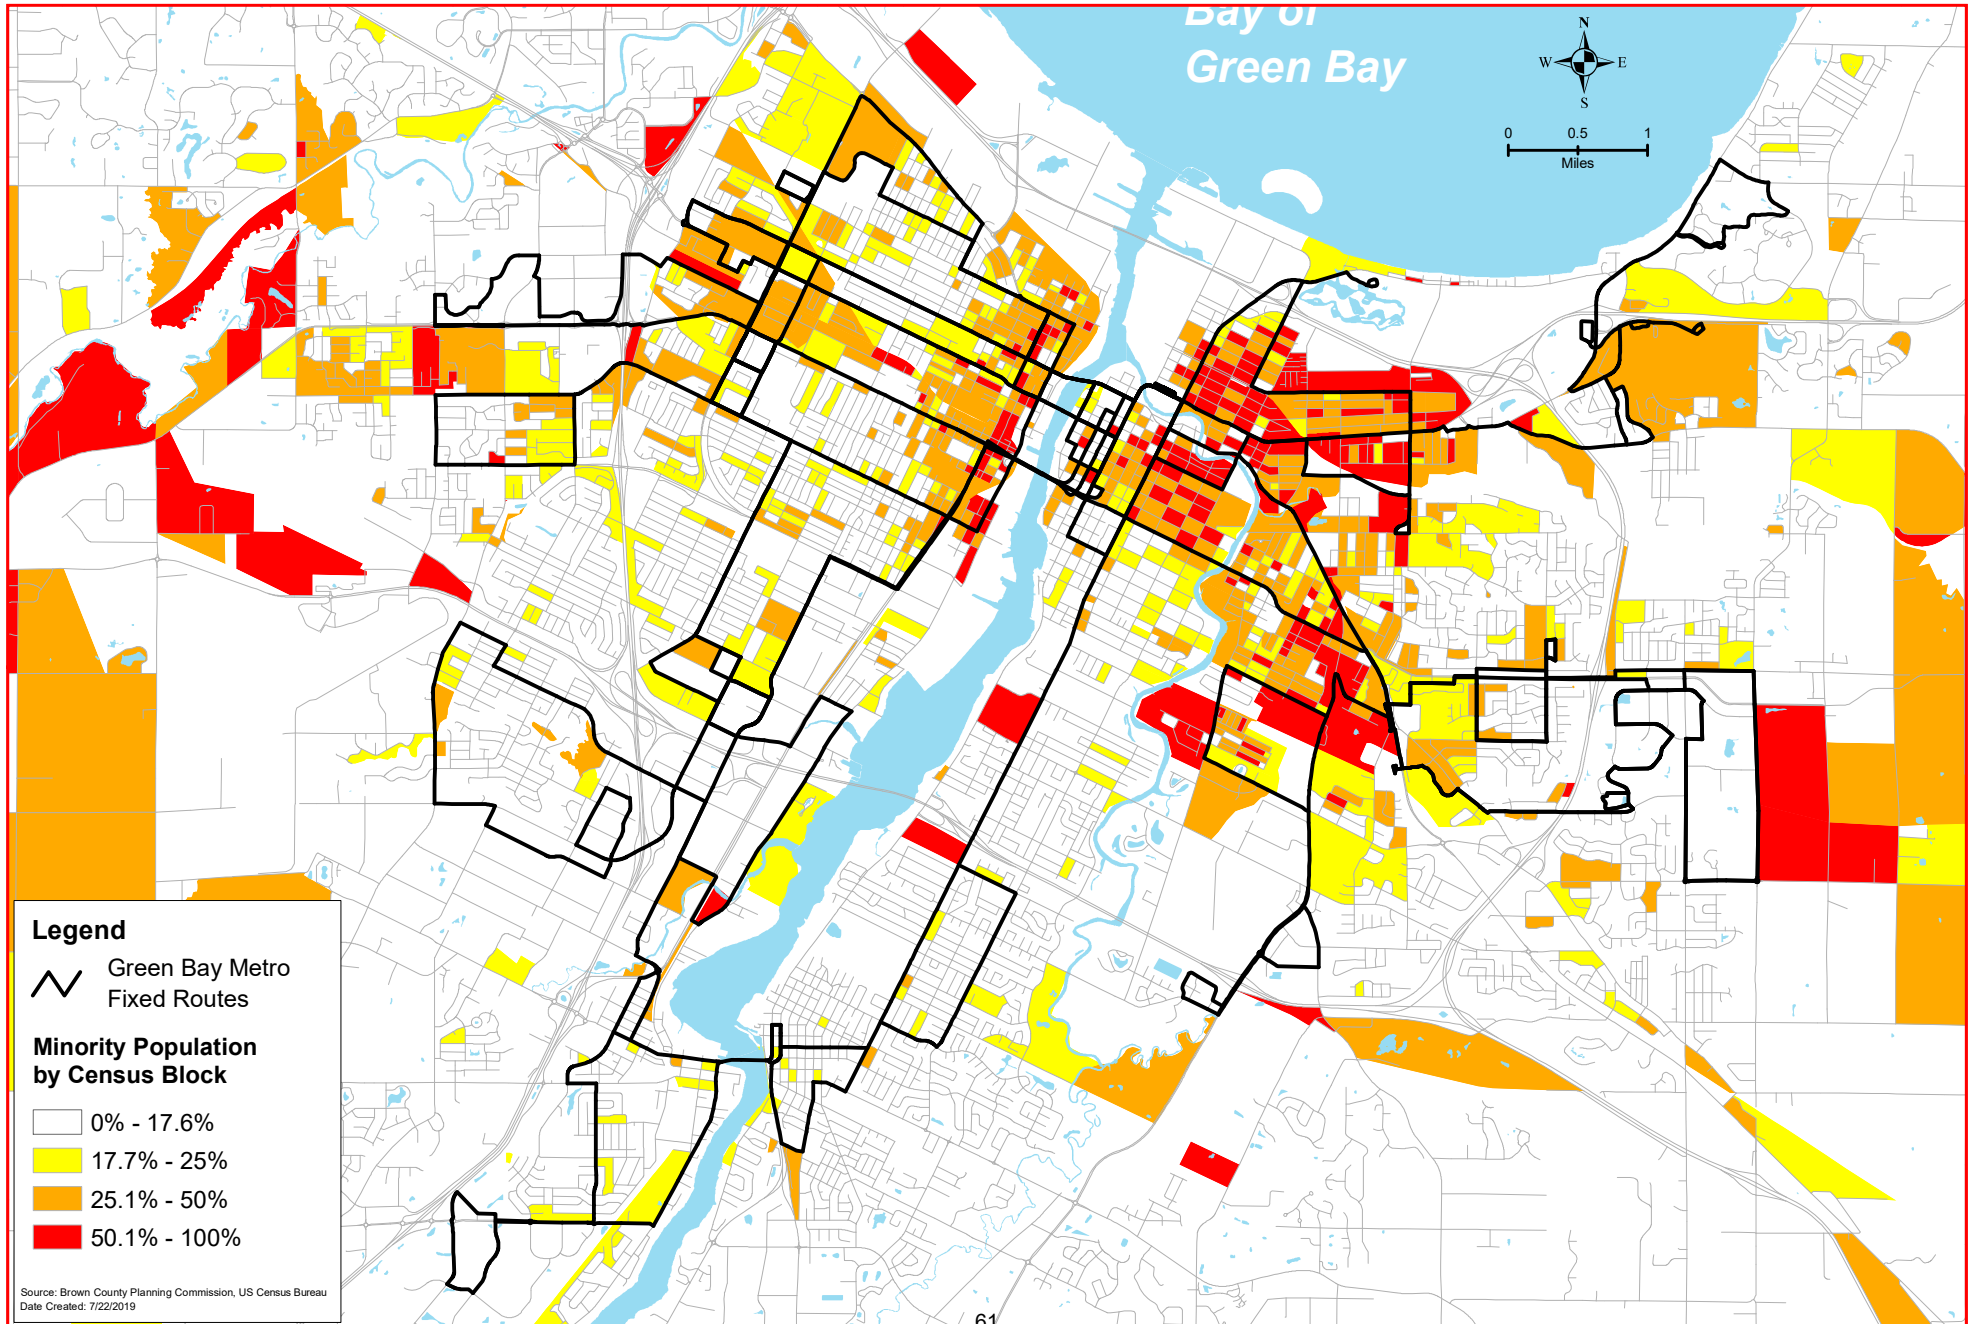 Bay of
Green Bay
N
W E
S
0 0.5 1
Miles
Legend
Green Bay Metro
Fixed Routes
Minority Population
by Census Block
0% - 17.6%
17.7% - 25%
25.1% - 50%
50.1% - 100%
Source: Brown County Planning Commission, US Census Bureau
Date Created: 7/22/2019
61